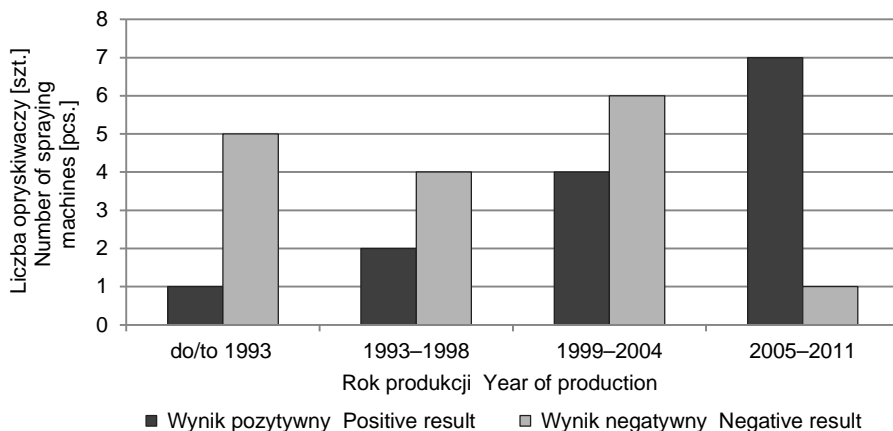 Liczba opryskiwaczy [szt.]
Number of spraying
machines [pcs.]
8
7
6
5
4
3
2
1
0
do/to 1993
1993–1998
1999–2004
2005–2011
Rok produkcji Year of production
Wynik pozytywny Positive result
Wynik negatywny Negative result